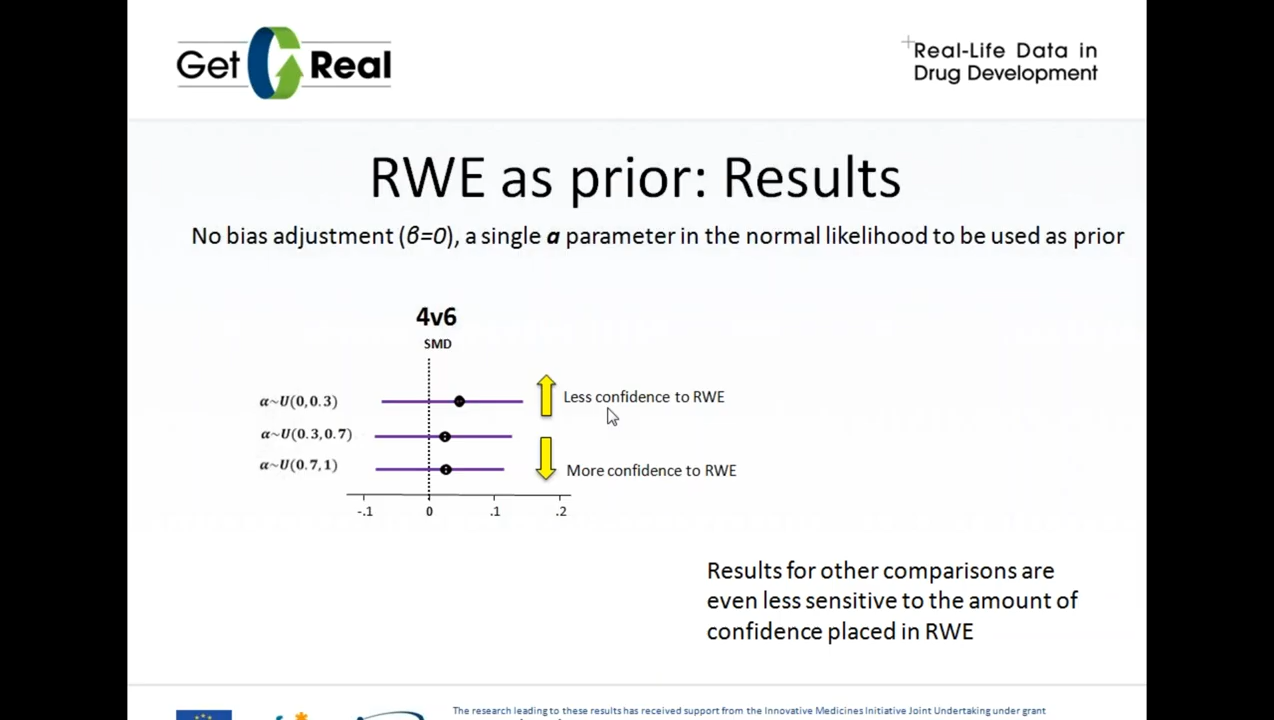 Get Real
Real-Life Data in
Drug Development
RWE as prior: Results
No bias adjustment (β=0), a single α parameter in the normal likelihood to be used as prior
4v6
SMD
α~U(0,0.3)
Less confidence to RWE
α~U(0.3,0.7)
α~U(0.7,1)
More confidence to RWE
-.1 0 .1 .2
Results for other comparisons are
even less sensitive to the amount of
confidence placed in RWE
The research leading to these results has received support from the Innovative Medicines Initiative Joint Undertaking under grant